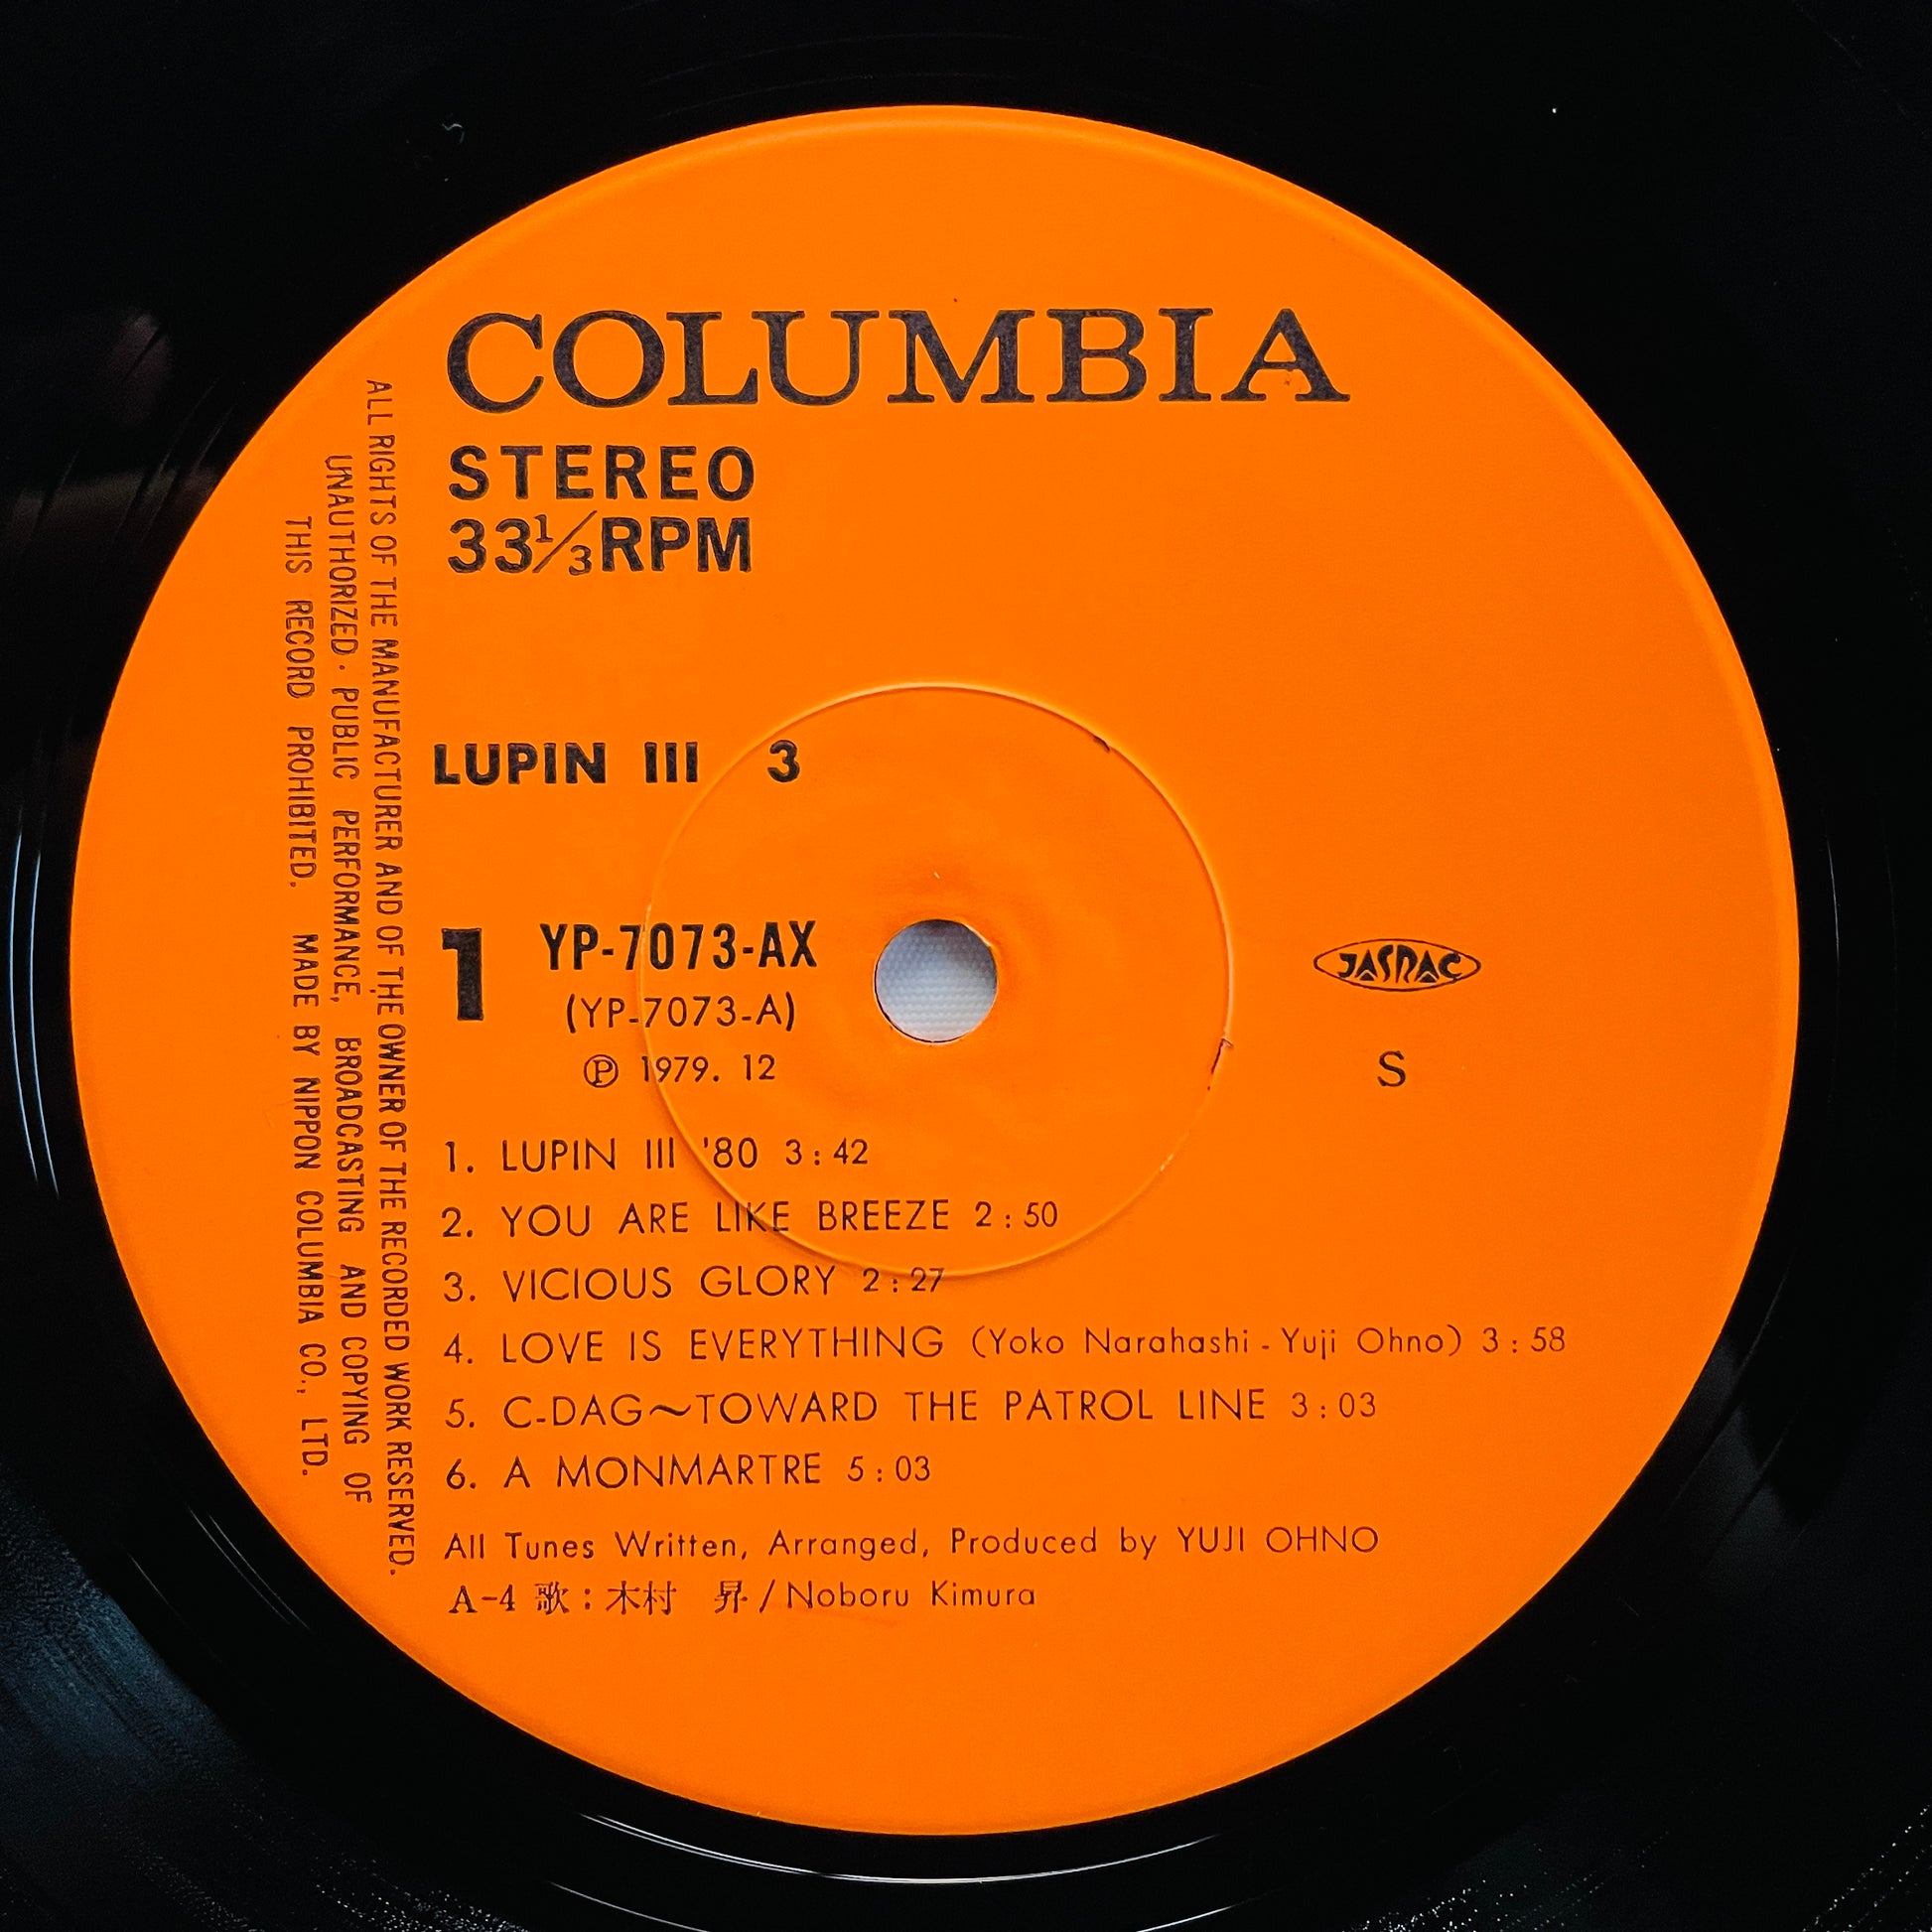 COLUMBIA
STEREO
33⅓RPM
LUPIN III 3
1 YP-7073-AX
(YP-7073-A)
Ⓟ 1979. 12
JASRAC
S
1. LUPIN III '80 3:42
2. YOU ARE LIKE BREEZE 2:50
3. VICIOUS GLORY 2:27
4. LOVE IS EVERYTHING (Yoko Narahashi-Yuji Ohno) 3:58
5. C-DAG～TOWARD THE PATROL LINE 3:03
6. A MONMARTRE 5:03
All Tunes Written, Arranged, Produced by YUJI OHNO
A-4 歌：木村 昇/Noboru Kimura
ALL RIGHTS OF THE MANUFACTURER AND OF THE OWNER OF THE RECORDED WORK RESERVED.
UNAUTHORIZED· PUBLIC PERFORMANCE, BROADCASTING AND COPYING OF
THIS RECORD PROHIBITED. MADE BY NIPPON COLUMBIA CO., LTD.